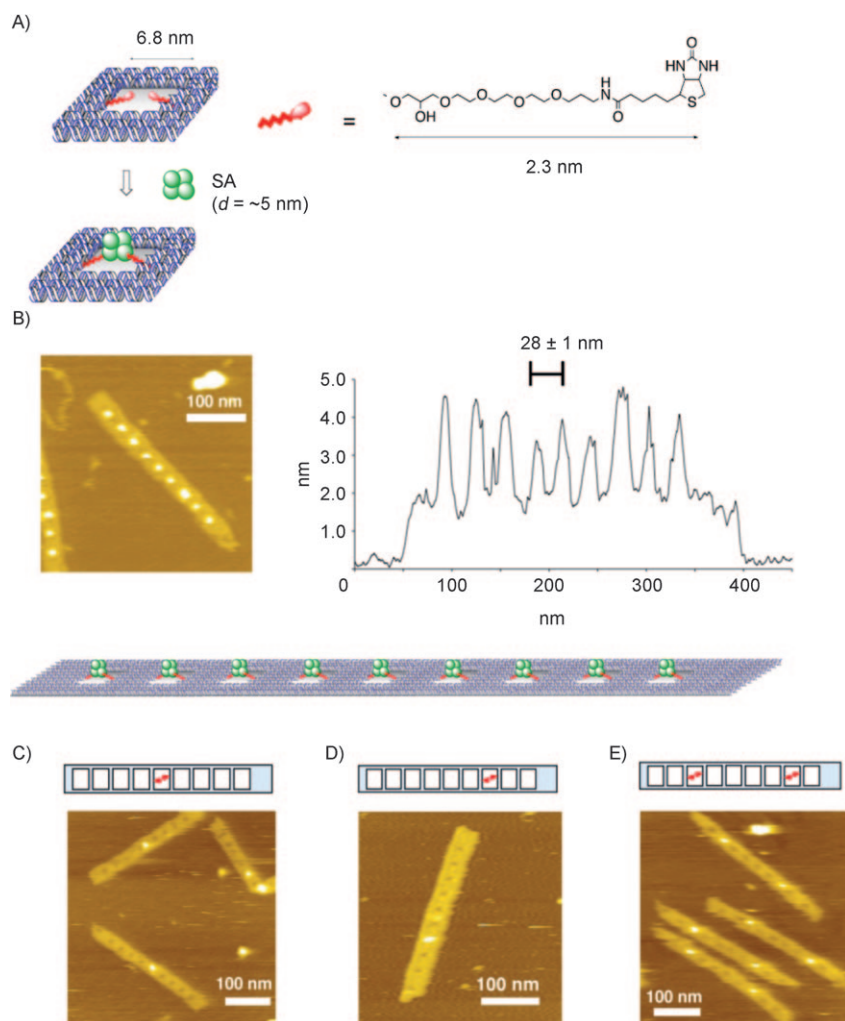 A)
6.8 nm
=
O
OH
O
O
O
H
N
O
O
HN
NH
S
2.3 nm
SA
(d = ~5 nm)
B)
100 nm
28 ± 1 nm
5.0
4.0
3.0
nm
2.0
1.0
0
100
200
300
400
nm
C)
D)
E)
100 nm
100 nm
100 nm